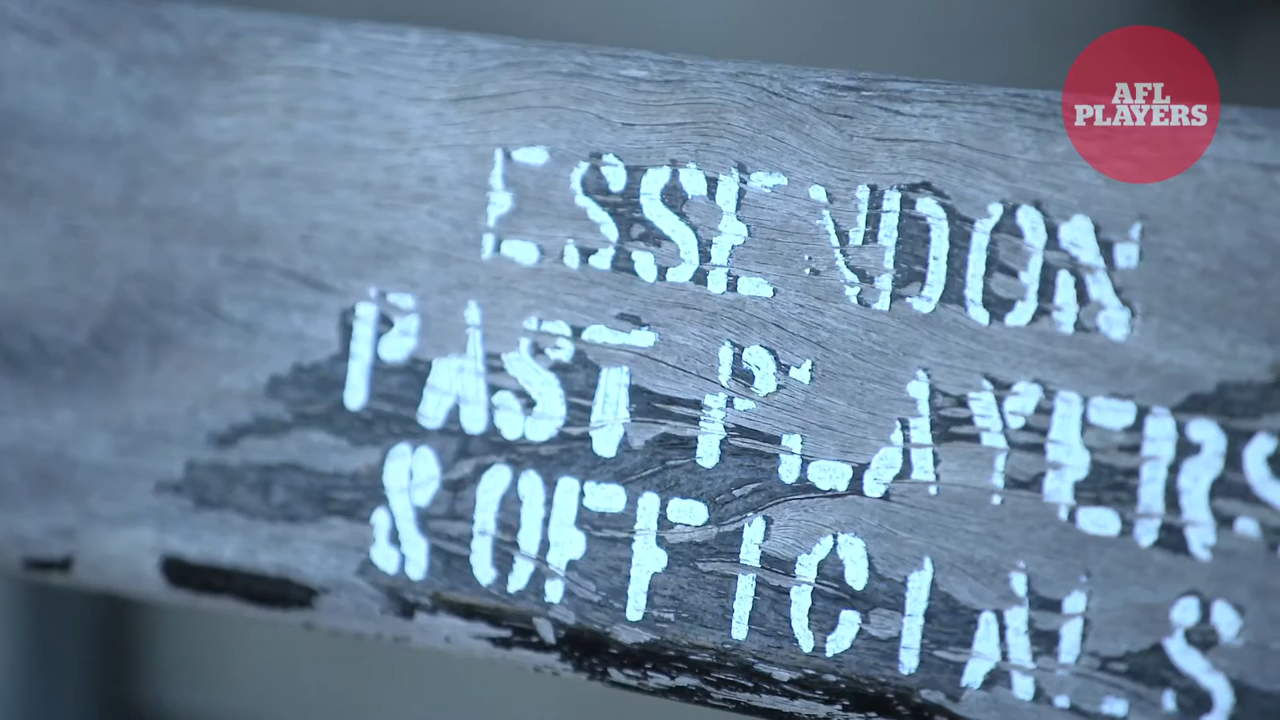 AFL
PLAYERS
ESSENDON
PAST PLAYERS
& OFFICIALS